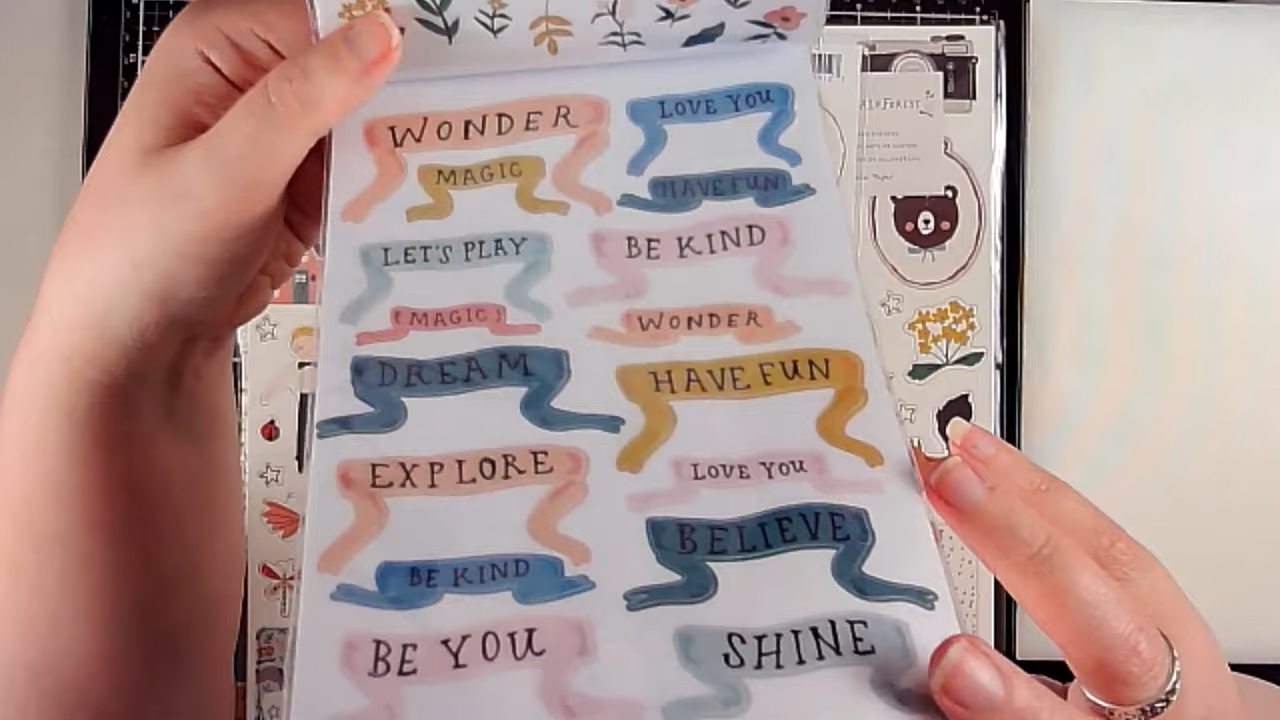 WONDER
LOVE YOU
MAGIC
HAVE FUN
LET'S PLAY
BE KIND
MAGIC
WONDER
DREAM
HAVE FUN
EXPLORE
LOVE YOU
BELIEVE
BE KIND
BE YOU
SHINE
FOREST